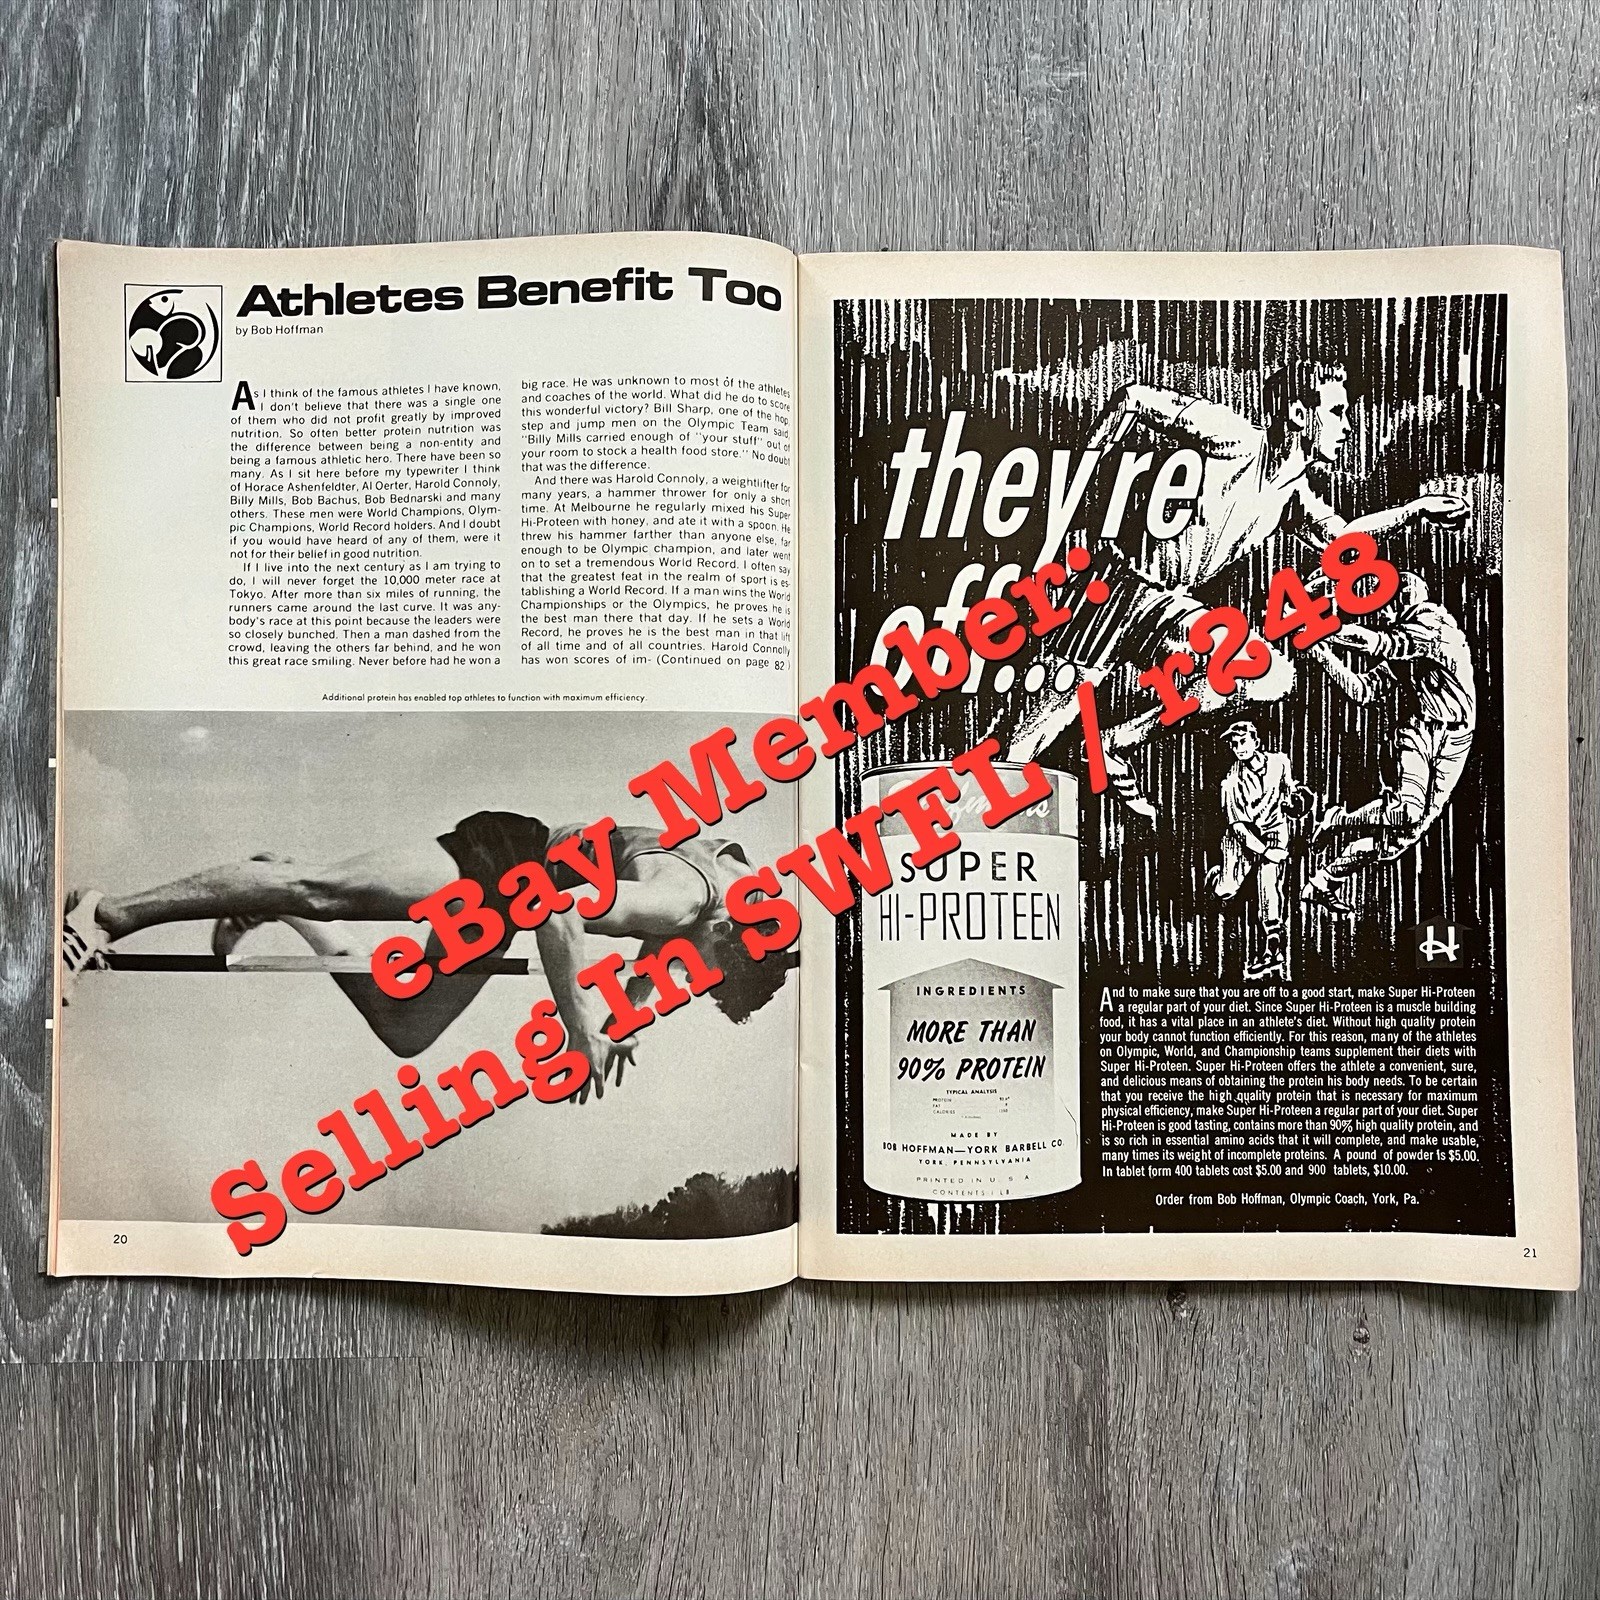 Athletes Benefit Too
by Bob Hoffman
As I think of the famous athletes I have known,
I don't believe that there was a single one
of them who did not profit greatly by improved
nutrition. So often better protein nutrition was
the difference between being a non-entity and
being a famous athletic hero. There have been so
many. As I sit here before my typewriter I think
of Horace Ashenfeldter, Al Oerter, Harold Connoly,
Billy Mills, Bob Bachus, Bob Bednarski and many
others. These men were World Champions, Olym-
pic Champions, World Record holders. And I doubt
if you would have heard of any of them, were it
not for their belief in good nutrition.
If I live into the next century as I am trying to
do, I will never forget the 10,000 meter race at
Tokyo. After more than six miles of running, the
runners came around the last curve. It was any-
body's race at this point because the leaders were
so closely bunched. Then a man dashed from the
crowd, leaving the others far behind, and he won
this great race smiling. Never before had he won a
big race. He was unknown to most of the athletes
and coaches of the world. What did he do to score
this wonderful victory? Bill Sharp, one of the hop,
step and jump men on the Olympic Team said,
"Billy Mills carried enough of "your stuff" out of
your room to stock a health food store." No doubt
that was the difference.
And there was Harold Connoly, a weightlifter for
many years, a hammer thrower for only a short
time. At Melbourne he regularly mixed his Super
Hi-Proteen with honey, and ate it with a spoon. He
threw his hammer farther than anyone else, far
enough to be Olympic champion, and later went
on to set a tremendous World Record. I often say
that the greatest feat in the realm of sport is es-
tablishing a World Record. If a man wins the World
Championships or the Olympics, he proves he is
the best man there that day. If he sets a World
Record, he proves he is the best man in that lift
of all time and of all countries. Harold Connolly
has won scores of im- (Continued on page 82)
Additional protein has enabled top athletes to function with maximum efficiency.
20
they're
off...
SUPER
HI-PROTEEN
INGREDIENTS
MORE THAN
90% PROTEIN
TYPICAL ANALYSIS
PROTEIN
FAT
CALORIES
MADE BY
BOB HOFFMAN—YORK BARBELL CO.
YORK, PENNSYLVANIA
PRINTED IN U. S. A
CONTENTS 1 LB
H
And to make sure that you are off to a good start, make Super Hi-Proteen
a regular part of your diet. Since Super Hi-Proteen is a muscle building
food, it has a vital place in an athlete's diet. Without high quality protein
your body cannot function efficiently. For this reason, many of the athletes
on Olympic, World, and Championship teams supplement their diets with
Super Hi-Proteen. Super Hi-Proteen offers the athlete a convenient, sure,
and delicious means of obtaining the protein his body needs. To be certain
that you receive the high quality protein that is necessary for maximum
physical efficiency, make Super Hi-Proteen a regular part of your diet. Super
Hi-Proteen is good tasting, contains more than 90% high quality protein, and
is so rich in essential amino acids that it will complete, and make usable,
many times its weight of incomplete proteins. A pound of powder is $5.00.
In tablet form 400 tablets cost $5.00 and 900 tablets, $10.00.
Order from Bob Hoffman, Olympic Coach, York, Pa.
21
eBay Member:
Selling In SWFL / r248